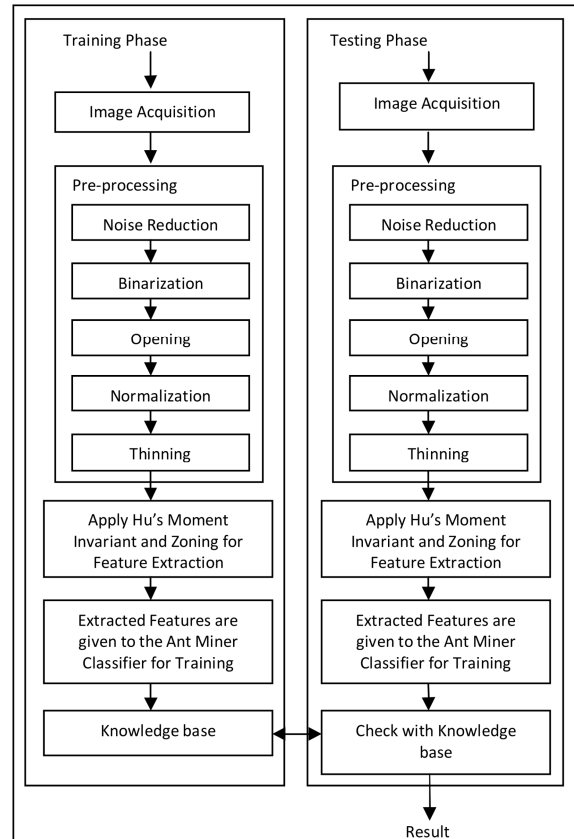 Training Phase
Image Acquisition
Pre-processing
Noise Reduction
Binarization
Opening
Normalization
Thinning
Apply Hu's Moment
Invariant and Zoning for
Feature Extraction
Extracted Features are
given to the Ant Miner
Classifier for Training
Knowledge base
Testing Phase
Image Acquisition
Pre-processing
Noise Reduction
Binarization
Opening
Normalization
Thinning
Apply Hu's Moment
Invariant and Zoning for
Feature Extraction
Extracted Features are
given to the Ant Miner
Classifier for Training
Check with Knowledge
base
Result